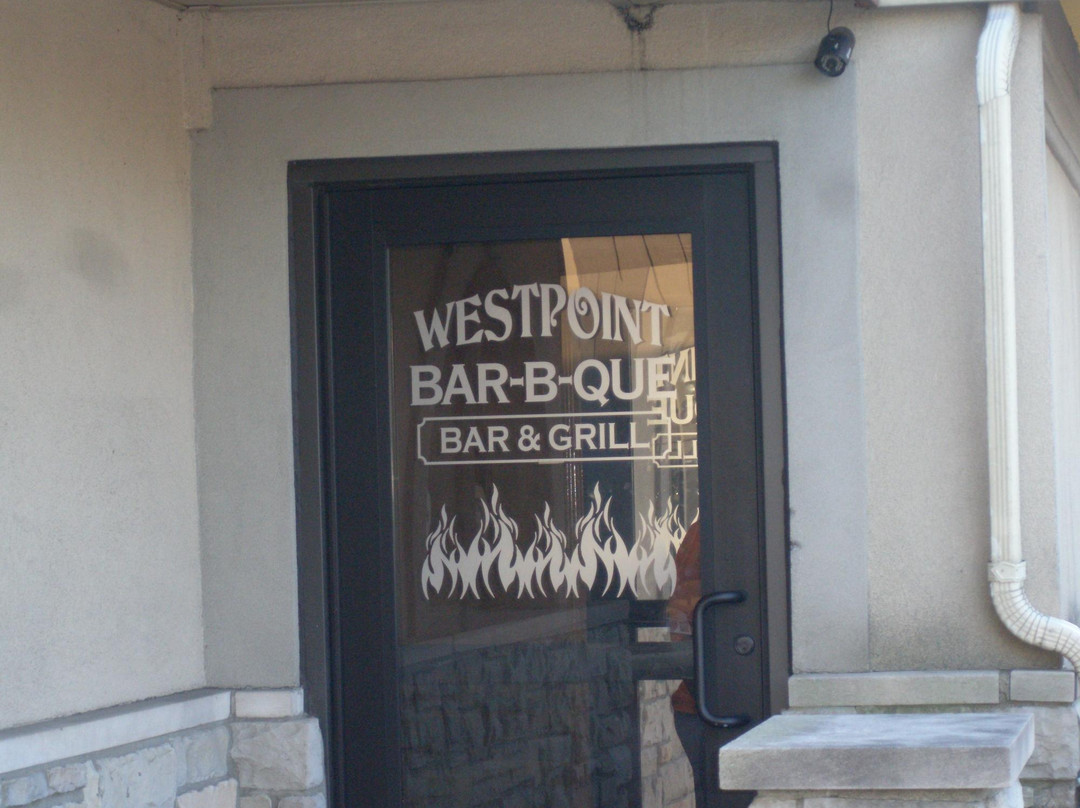 WESTPOINT
BAR-B-QUE
BAR & GRILL